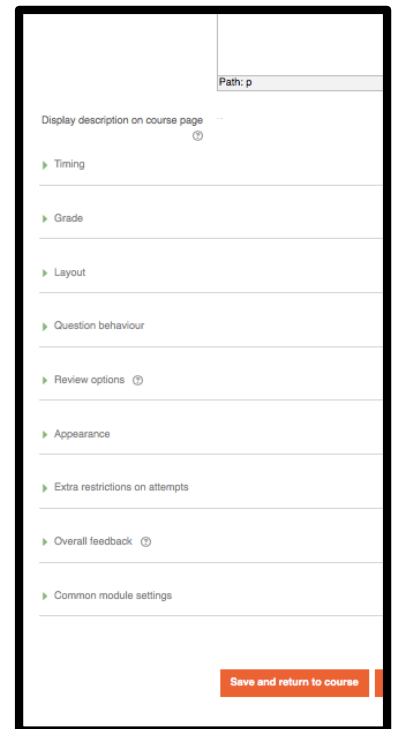 Path: p
Display description on course page
Timing
Grade
Layout
Question behaviour
Review options
Appearance
Extra restrictions on attempts
Overall feedback
Common module settings
Save and return to course